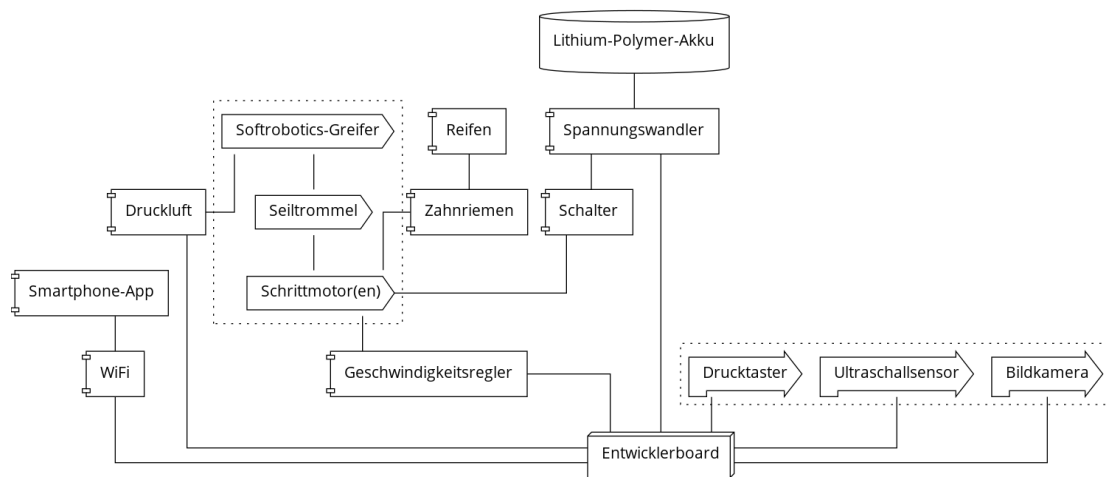 Lithium-Polymer-Akku
Softrobotics-Greifer
Reifen
Spannungswandler
Druckluft
Seiltrommel
Zahnriemen
Schalter
Smartphone-App
Schrittmotor(en)
WiFi
Geschwindigkeitsregler
Drucktaster
Ultraschallsensor
Bildkamera
Entwicklerboard